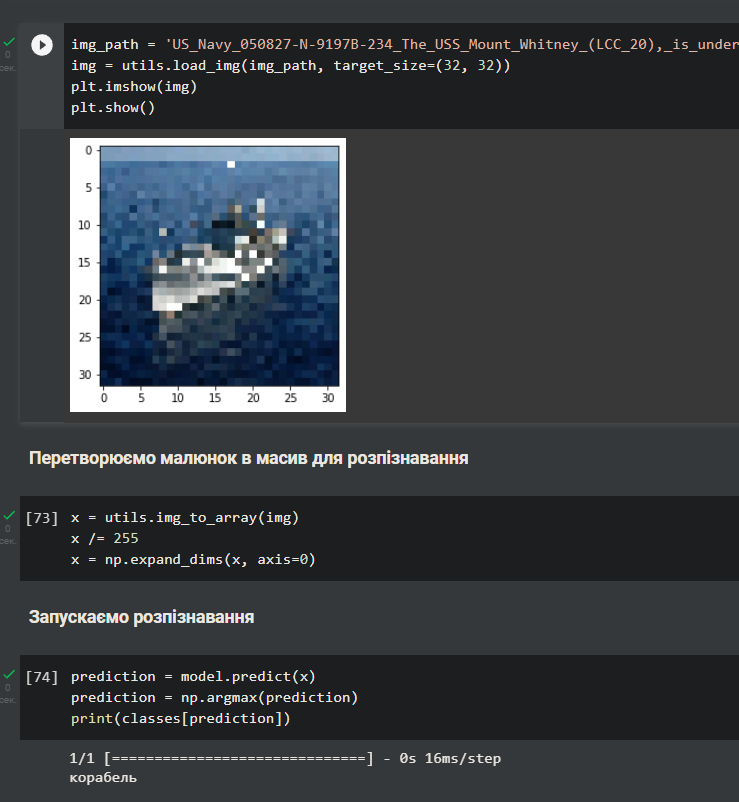 img_path = 'US_Navy_050827-N-9197B-234_The_USS_Mount_Whitney_(LCC_20),_is_under
img = utils.load_img(img_path, target_size=(32, 32))
plt.imshow(img)
plt.show()
0
сек.
0
5
10
15
20
25
30
0 5 10 15 20 25 30
Перетворюємо малюнок в масив для розпізнавання
[73] x = utils.img_to_array(img)
x /= 255
x = np.expand_dims(x, axis=0)
0
сек.
Запускаємо розпізнавання
[74] prediction = model.predict(x)
prediction = np.argmax(prediction)
print(classes[prediction])
0
сек.
1/1 [==============================] - 0s 16ms/step
корабель